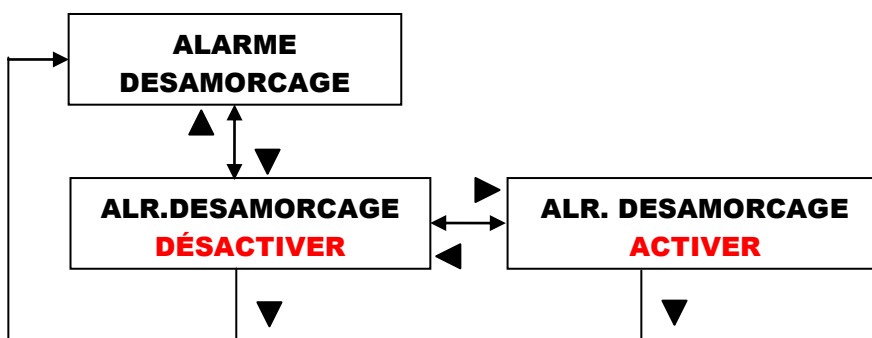 ALARME
DESAMORCAGE
ALR.DESAMORCAGE
DÉSACTIVER
ALR. DESAMORCAGE
ACTIVER